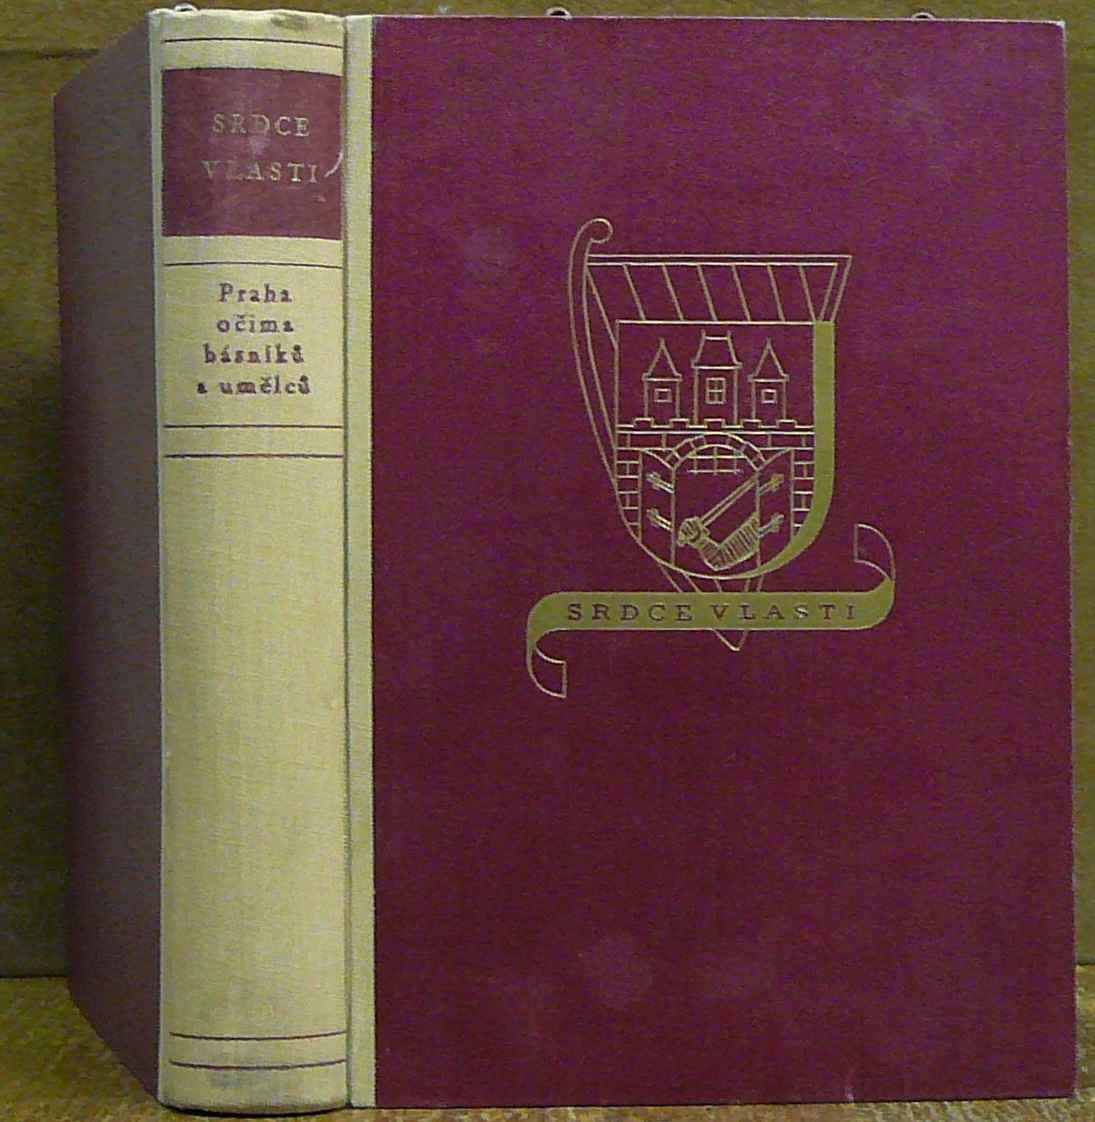 SRDCE
VLASTI
Praha
očima
básníků
a umělců
SRDCE VLASTI